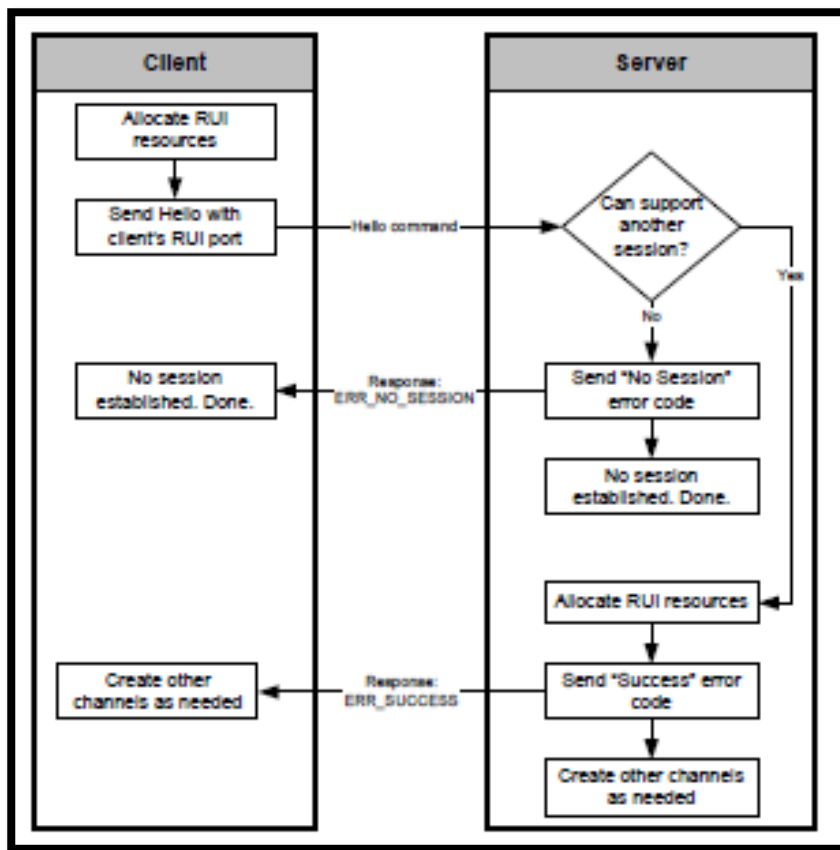 Client
Server
Allocate RUI
resources
Send Hello with
client's RUI port
Hello command
Can support
another
session?
Yes
No
No session
established. Done.
Response:
ERR_NO_SESSION
Send "No Session"
error code
No session
established. Done.
Allocate RUI resources
Create other
channels as needed
Response:
ERR_SUCCESS
Send "Success" error
code
Create other channels
as needed